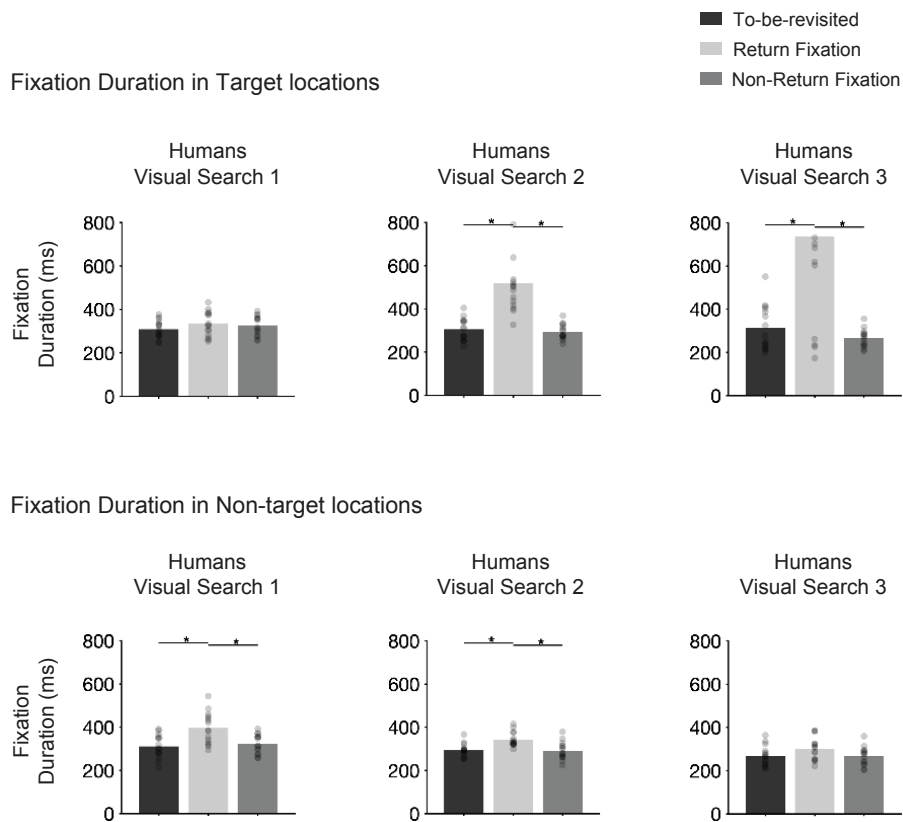 To-be-revisited
Return Fixation
Non-Return Fixation
Fixation Duration in Target locations
Humans
Visual Search 1
Humans
Visual Search 2
Humans
Visual Search 3
Fixation
Duration (ms)
800
600
400
200
0
800
600
400
200
0
* *
800
600
400
200
0
* *
Fixation Duration in Non-target locations
Humans
Visual Search 1
Humans
Visual Search 2
Humans
Visual Search 3
Fixation
Duration (ms)
800
600
400
200
0
* *
800
600
400
200
0
* *
800
600
400
200
0